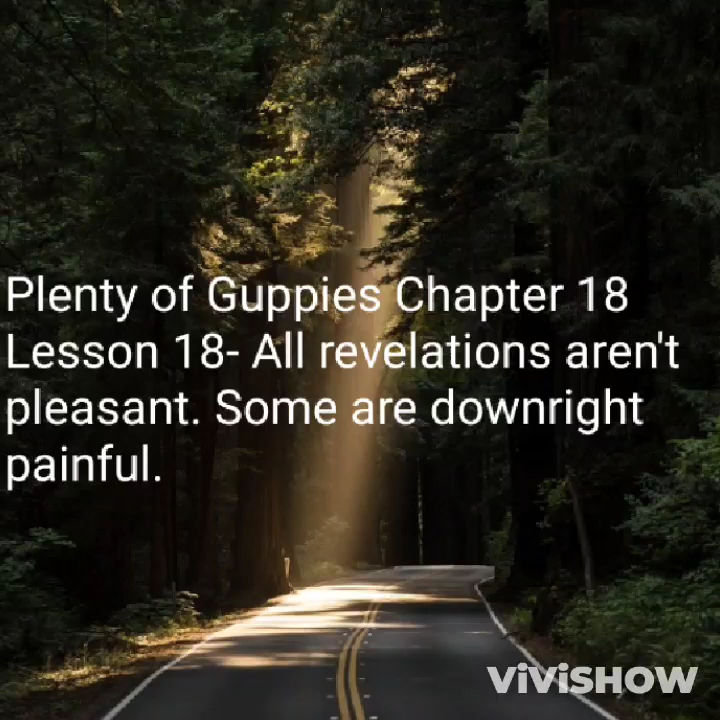 Plenty of Guppies Chapter 18
Lesson 18- All revelations aren't
pleasant. Some are downright
painful.
ViViSHOW